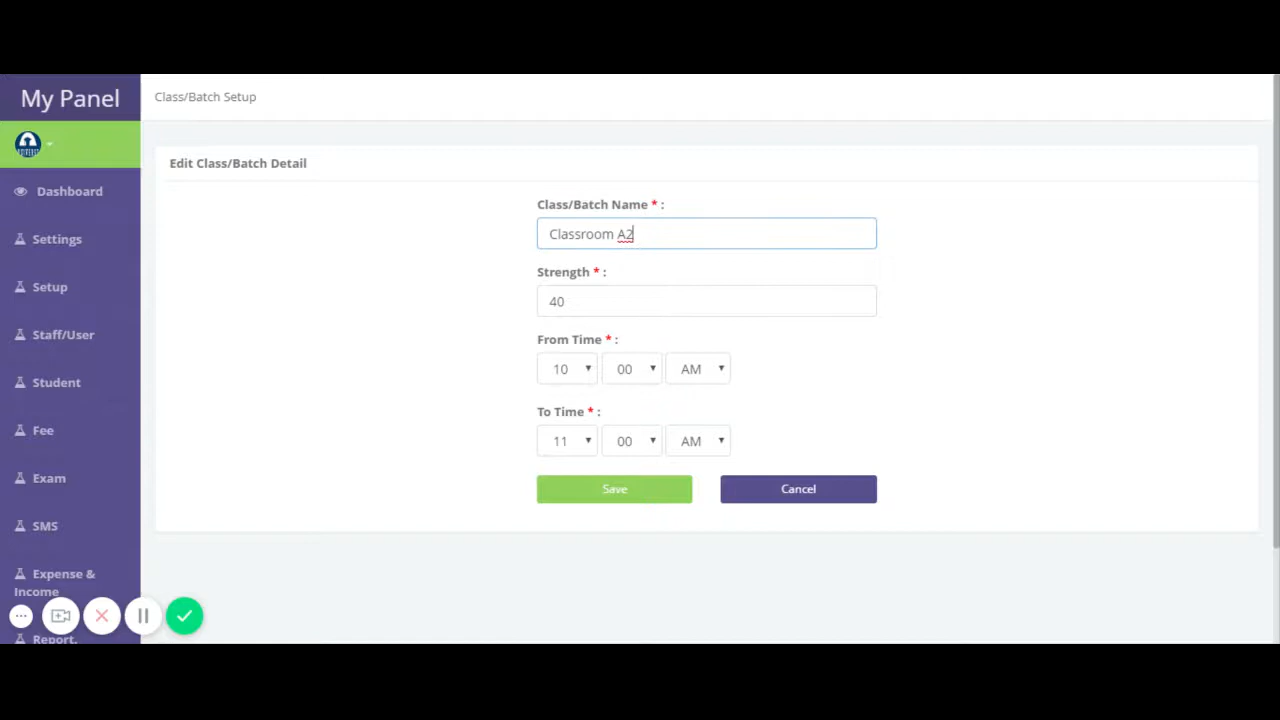 My Panel
Class/Batch Setup
Edit Class/Batch Detail
Dashboard
Settings
Setup
Staff/User
Student
Fee
Exam
SMS
Expense &
Income
Report,
Class/Batch Name * :
Classroom A2
Strength * :
40
From Time * :
10 00 AM
To Time * :
11 00 AM
Save Cancel